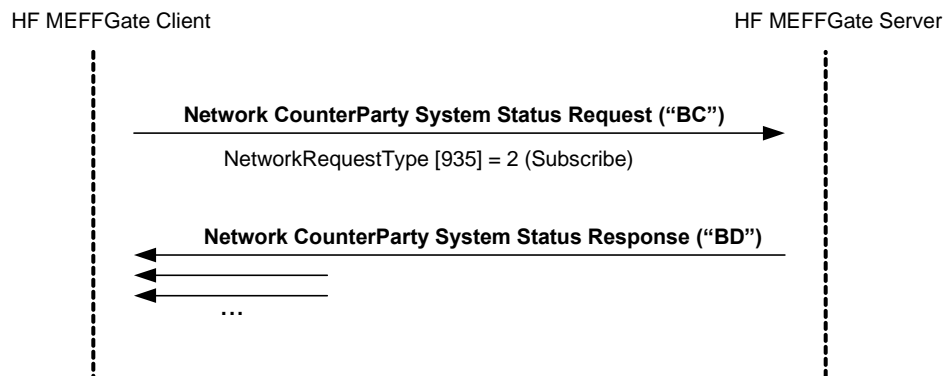 HF MEFFGate Client
HF MEFFGate Server
Network CounterParty System Status Request (“BC”)
NetworkRequestType [935] = 2 (Subscribe)
Network CounterParty System Status Response (“BD”)
...